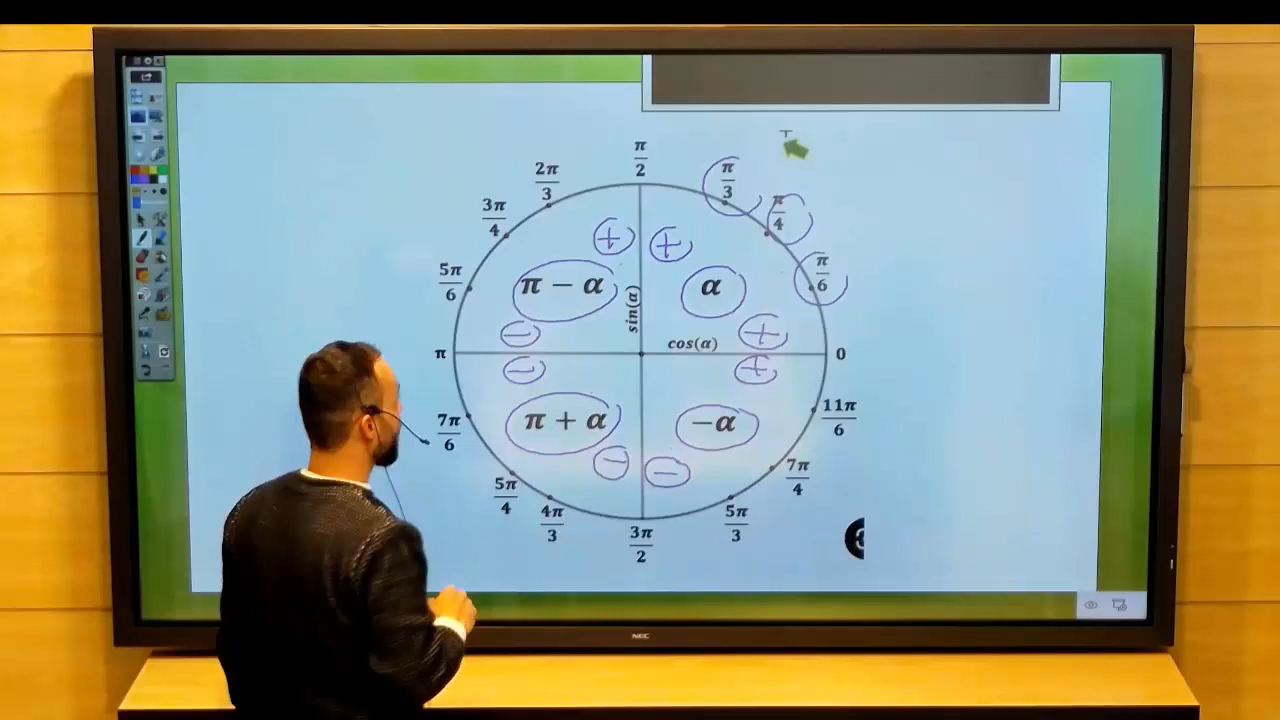 π/2
2π/3
π/3
3π/4
π/4
5π/6
π/6
+ +
π − α
α
sin(α)
− +
cos(α)
π
0
− +
7π/6
11π/6
π + α
−α
− −
5π/4
7π/4
4π/3
5π/3
3π/2
NEC